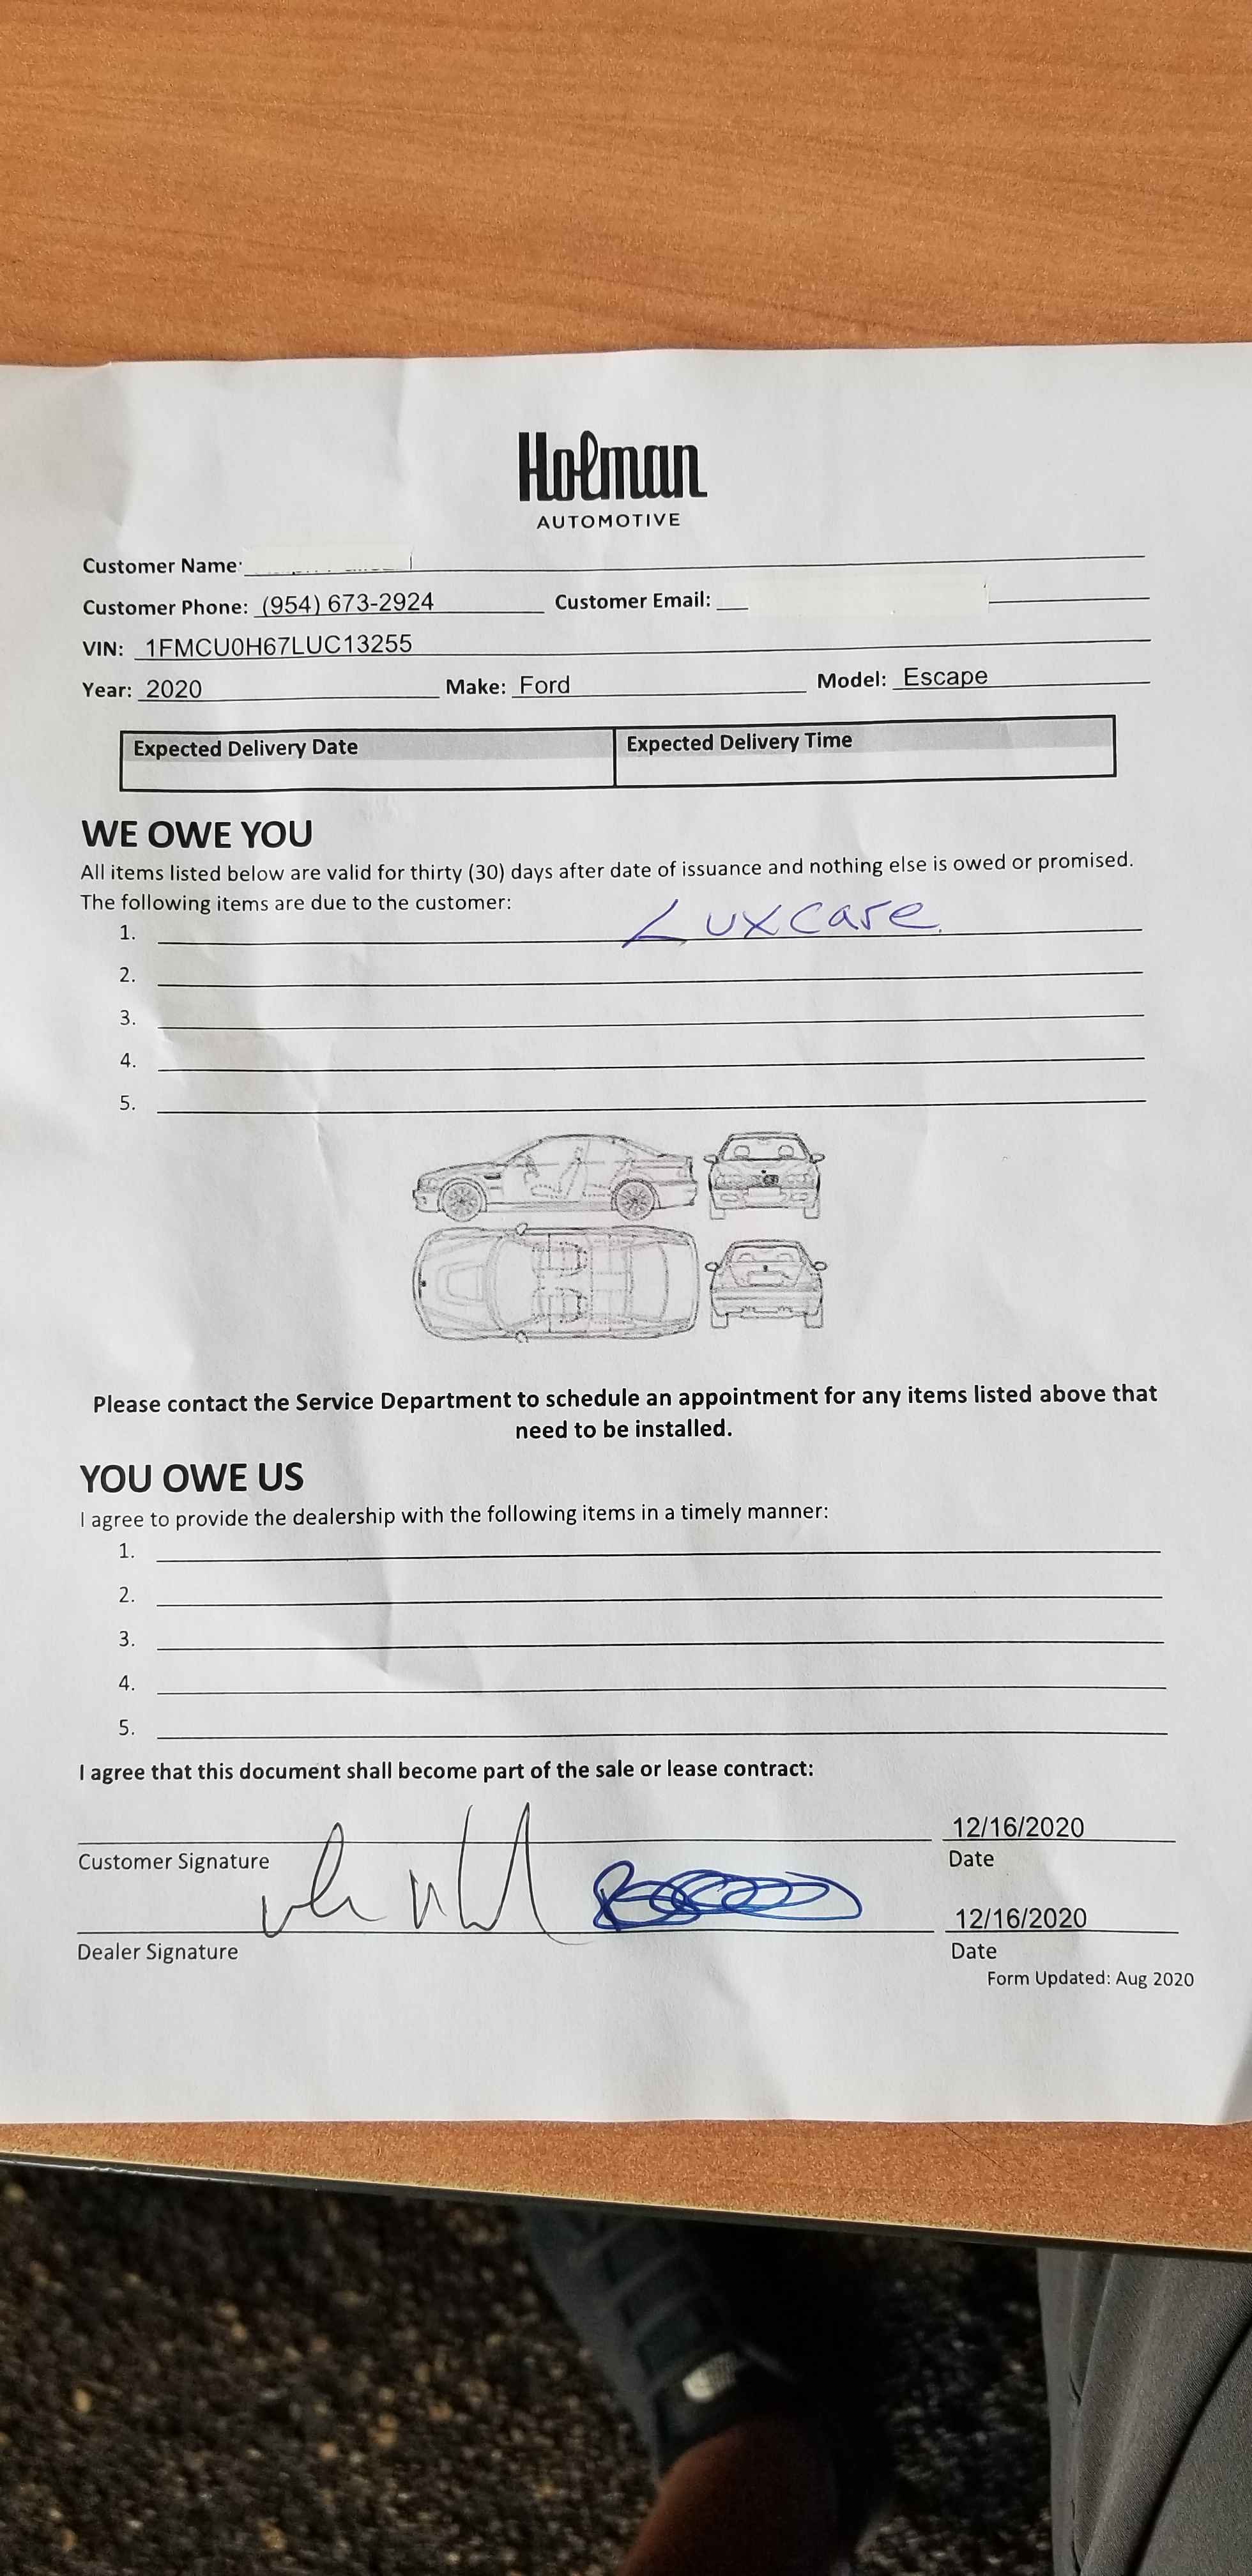 Holman
AUTOMOTIVE
Customer Name:
Customer Phone: (954) 673-2924 Customer Email:
VIN: 1FMCU0H67LUC13255
Year: 2020 Make: Ford Model: Escape
Expected Delivery Date Expected Delivery Time
WE OWE YOU
All items listed below are valid for thirty (30) days after date of issuance and nothing else is owed or promised.
The following items are due to the customer:
1. Luxcare
2.
3.
4.
5.
Please contact the Service Department to schedule an appointment for any items listed above that
need to be installed.
YOU OWE US
I agree to provide the dealership with the following items in a timely manner:
1.
2.
3.
4.
5.
I agree that this document shall become part of the sale or lease contract:
12/16/2020
Customer Signature Date
12/16/2020
Dealer Signature Date
Form Updated: Aug 2020